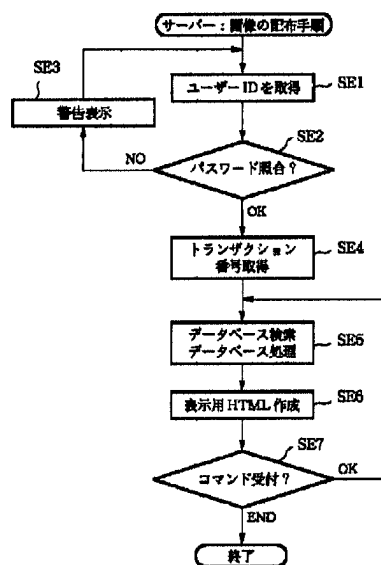 サーバー：画像の配布手順
SE3
ユーザーIDを取得
SE1
警告表示
SE2
NO
パスワード照合？
OK
トランザクション
番号取得
SE4
データベース検索
データベース処理
SE5
表示用HTML作成
SE6
SE7
コマンド受付？
OK
END
終了